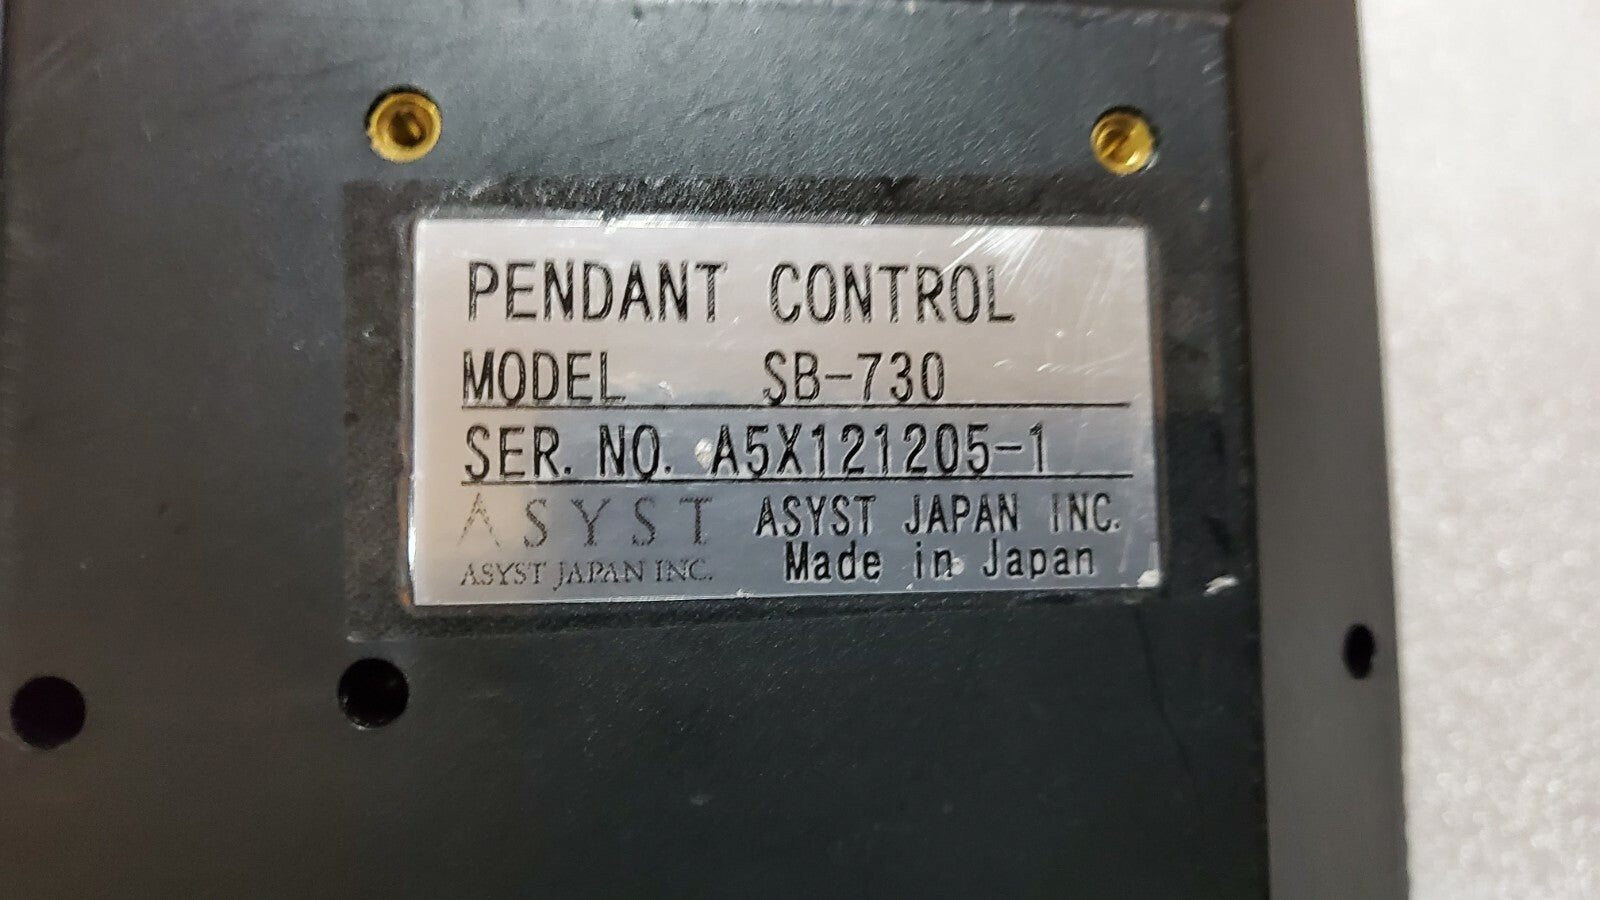 PENDANT CONTROL
MODEL SB-730
SER. NO. A5X121205-1
ASYST ASYST JAPAN INC.
ASYST JAPAN INC. Made in Japan